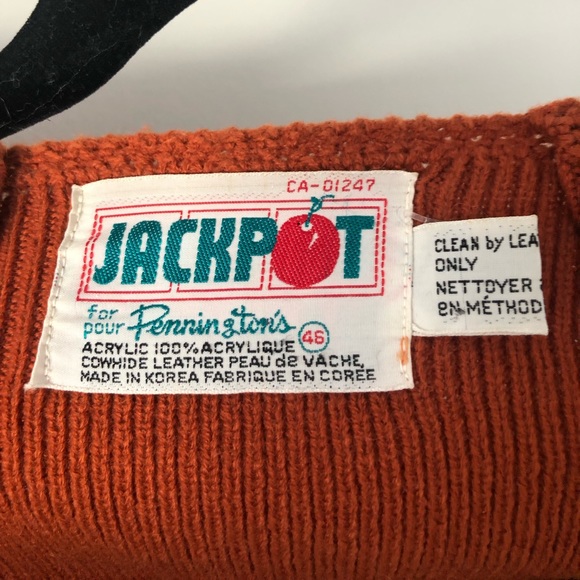 CA-01247
JACKPOT
for
pour Pennington's
46
ACRYLIC 100% ACRYLIQUE
COWHIDE LEATHER PEAU de VACHE,
MADE IN KOREA FABRIQUE EN COREE
CLEAN by LEA
ONLY
NETTOYER
en MÉTHOD